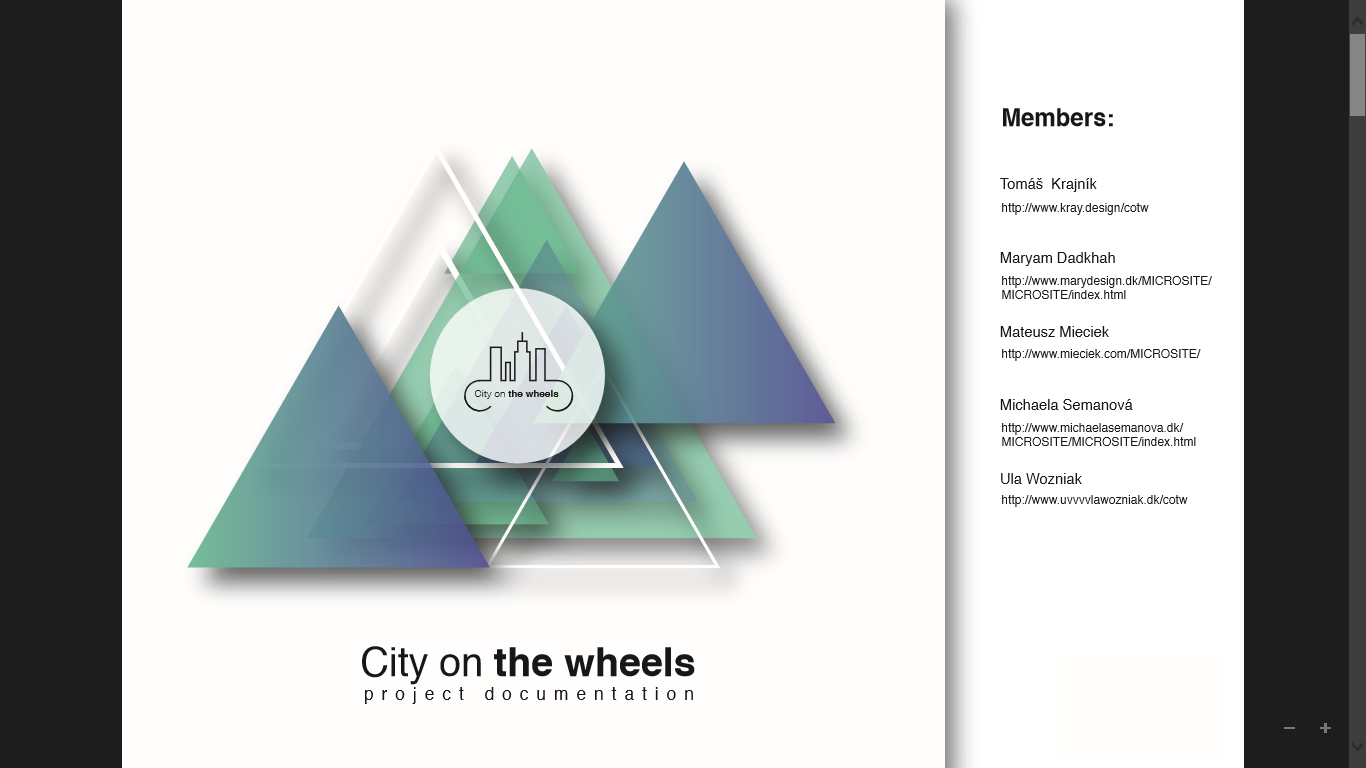 City on the wheels
City on the wheels
project documentation
Members:
Tomáš Krajník
http://www.kray.design/cotw
Maryam Dadkhah
http://www.marydesign.dk/MICROSITE/
MICROSITE/index.html
Mateusz Mieciek
http://www.mieciek.com/MICROSITE/
Michaela Semanová
http://www.michaelasemanova.dk/
MICROSITE/MICROSITE/index.html
Ula Wozniak
http://www.uvvvvlawozniak.dk/cotw